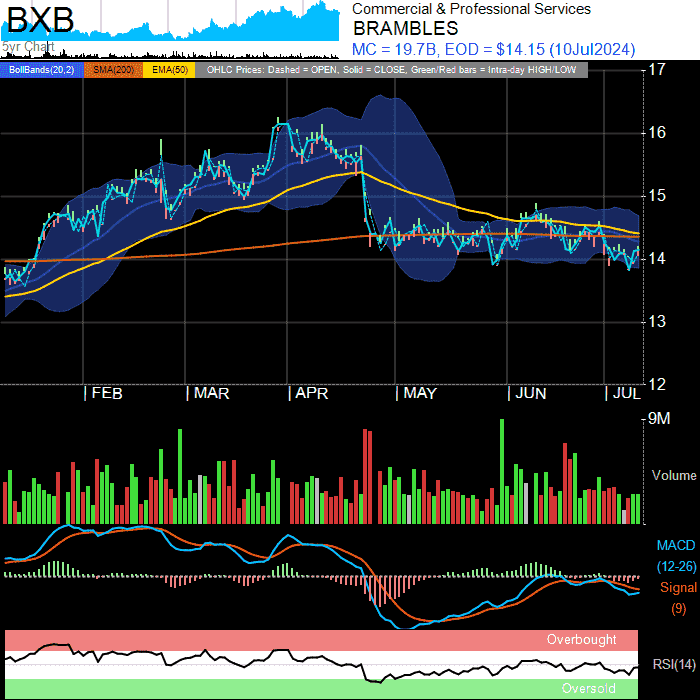 BXB
5yr Chart
Commercial & Professional Services
BRAMBLES
MC = 19.7B, EOD = $14.15 (10Jul2024)
BollBands(20,2) SMA(200) EMA(50) OHLC Prices: Dashed = OPEN, Solid = CLOSE, Green/Red bars = Intra-day HIGH/LOW
17
16
15
14
13
12
FEB MAR APR MAY JUN JUL
9M
Volume
MACD
(12-26)
Signal
(9)
Overbought
RSI(14)
Oversold